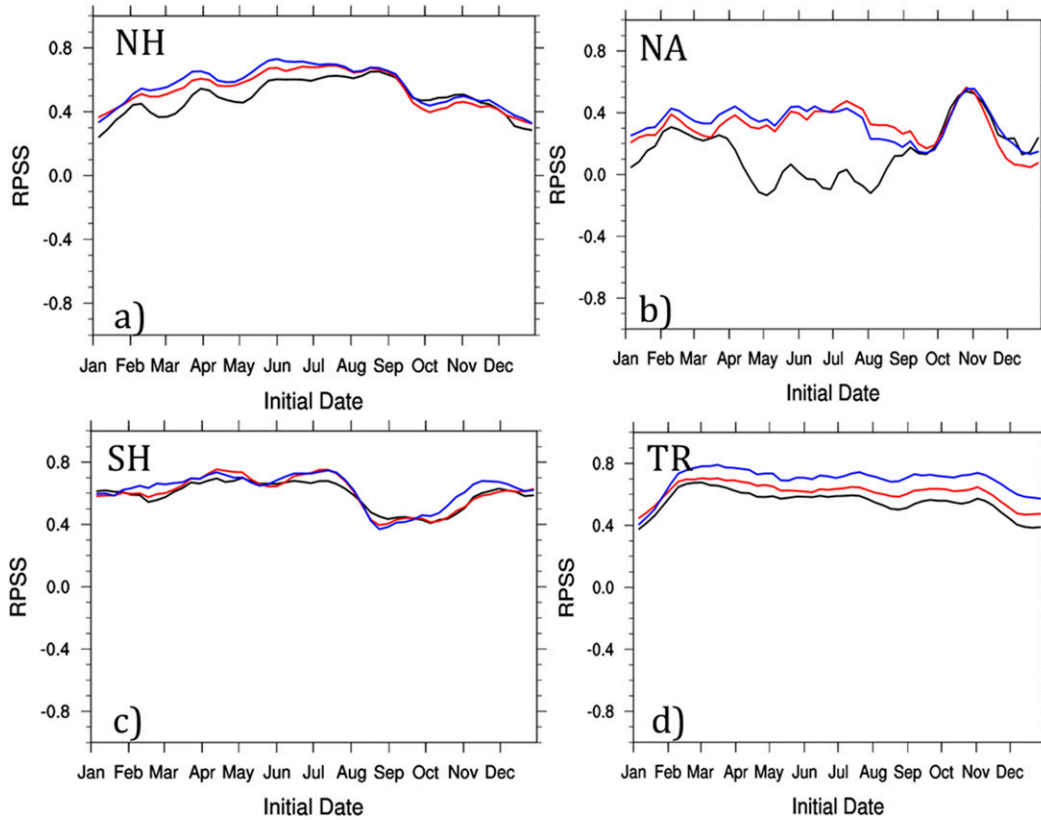 NH
RPSS
0.8
0.4
0.0
-0.4
-0.8
a)
Jan Feb Mar Apr May Jun Jul Aug Sep Oct Nov Dec
Initial Date
NA
RPSS
0.8
0.4
0.0
-0.4
-0.8
b)
Jan Feb Mar Apr May Jun Jul Aug Sep Oct Nov Dec
Initial Date
SH
RPSS
0.8
0.4
0.0
-0.4
-0.8
c)
Jan Feb Mar Apr May Jun Jul Aug Sep Oct Nov Dec
Initial Date
TR
RPSS
0.8
0.4
0.0
-0.4
-0.8
d)
Jan Feb Mar Apr May Jun Jul Aug Sep Oct Nov Dec
Initial Date